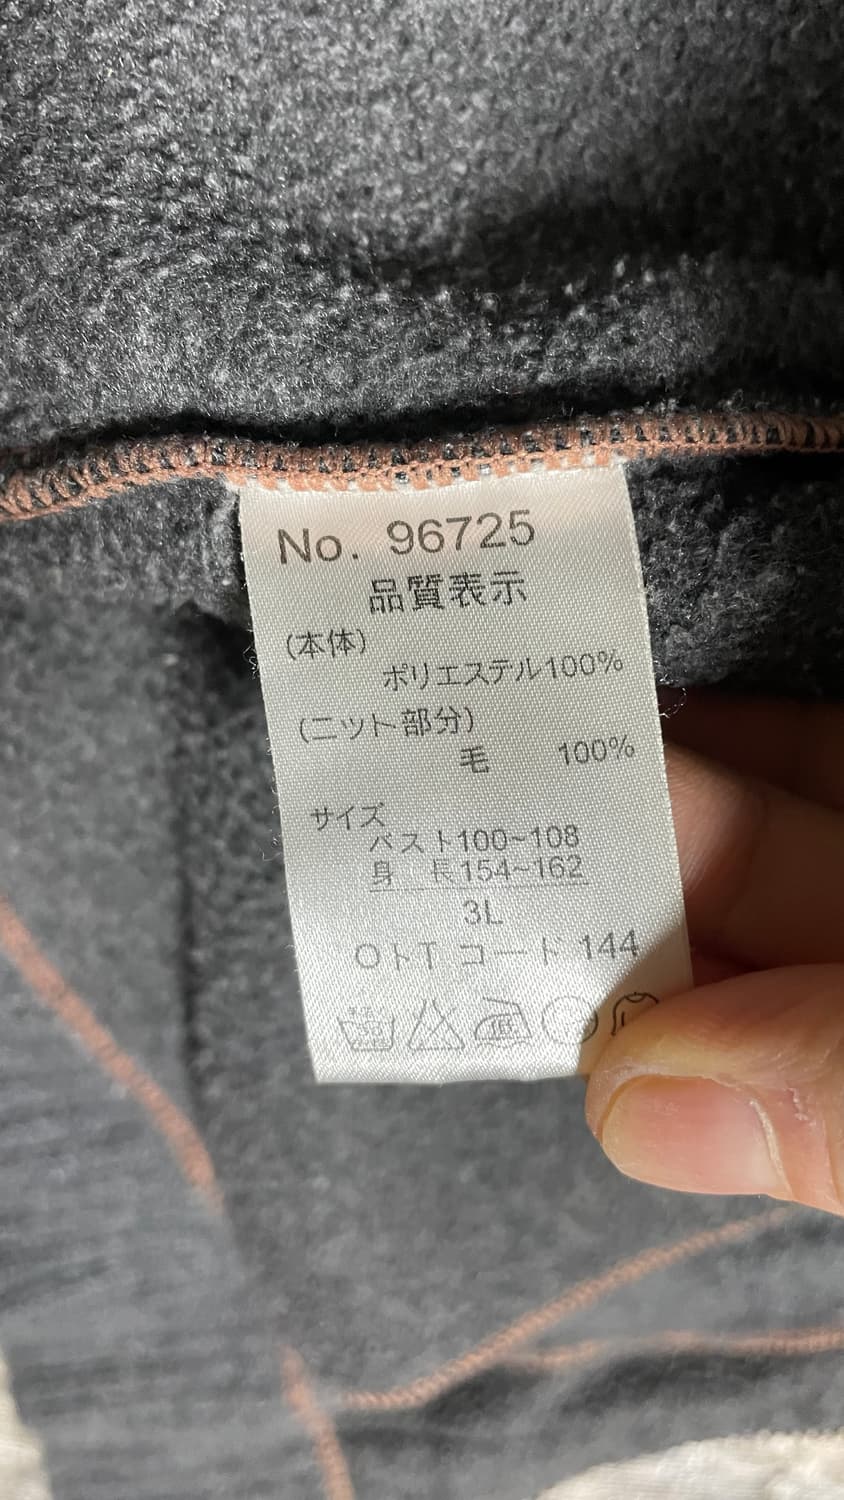 No. 96725
品質表示
(本体)
ポリエステル100%
(ニット部分)
毛 100%
サイズ
バスト100~108
身 長154~162
3L
OトT コード 144
低